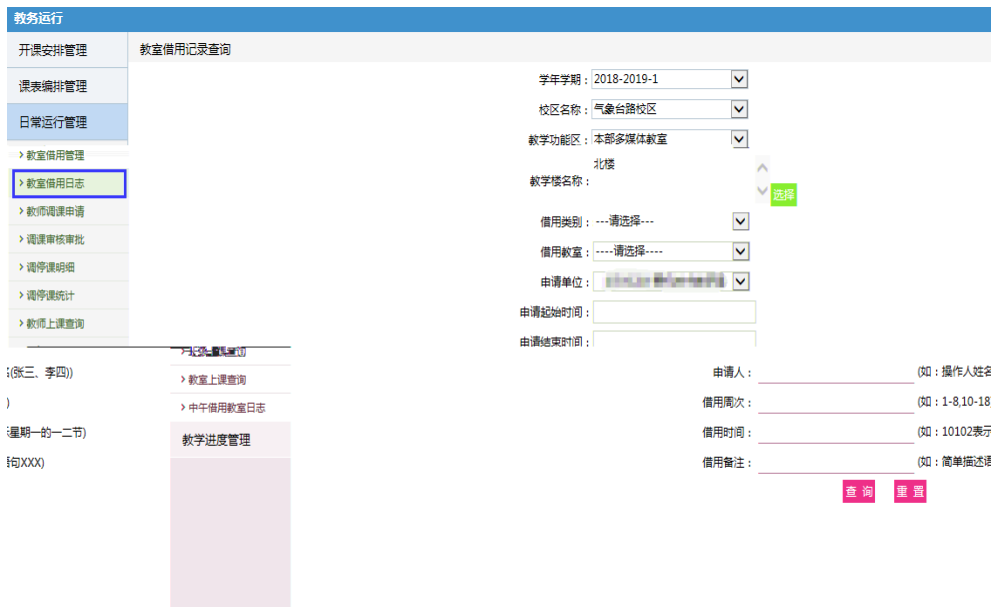 教务运行
开课安排管理
课表编排管理
日常运行管理
> 教室借用管理
> 教室借用日志
> 教师调课申请
> 调课审核审批
> 调停课明细
> 调停课统计
> 教师上课查询
教室借用记录查询
学年学期： 2018-2019-1
校区名称： 气象台路校区
教学功能区： 本部多媒体教室
北楼
教学楼名称：
选择
借用类别： ---请选择---
借用教室： ----请选择----
申请单位：
申请起始时间：
申请结束时间：
(张三、李四))
)
星期一的一二节)
句XXX)
> 教室上课查询
> 中午借用教室日志
教学进度管理
申请人： (如：操作人姓名
借用周次： (如：1-8,10-18
借用时间： (如：10102表示
借用备注： (如：简单描述语
查 询 重 置